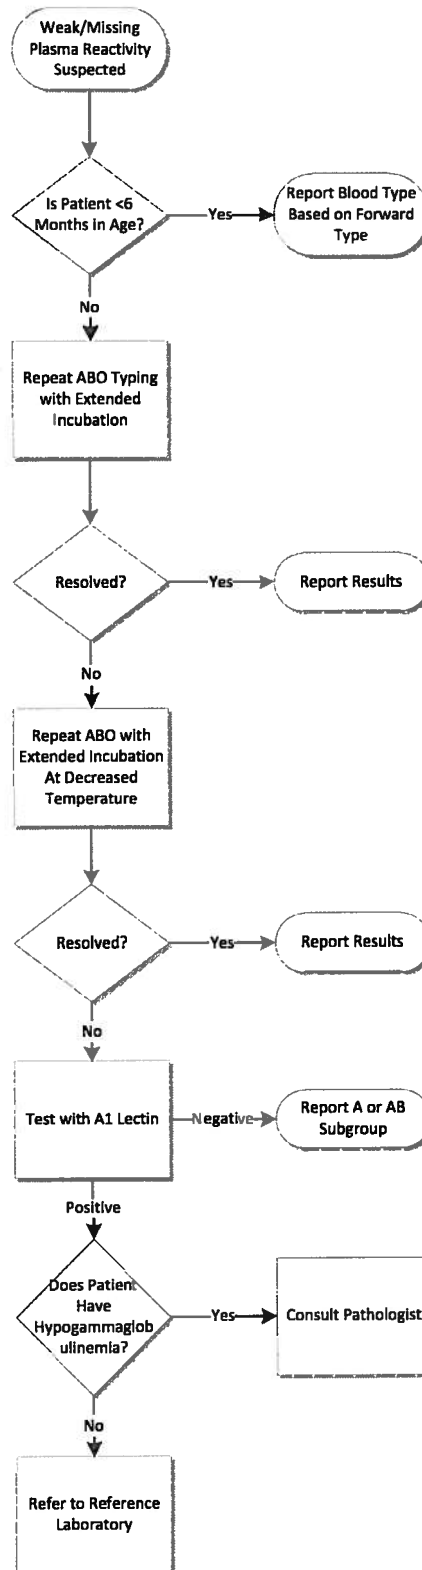 Weak/Missing
Plasma Reactivity
Suspected
Is Patient <6
Months in Age?
Yes
Report Blood Type
Based on Forward
Type
No
Repeat ABO Typing
with Extended
Incubation
Resolved?
Yes
Report Results
No
Repeat ABO with
Extended Incubation
At Decreased
Temperature
Resolved?
Yes
Report Results
No
Test with A1 Lectin
Negative
Report A or AB
Subgroup
Positive
Does Patient
Have
Hypogammaglob
ulinemia?
Yes
Consult Pathologist
No
Refer to Reference
Laboratory